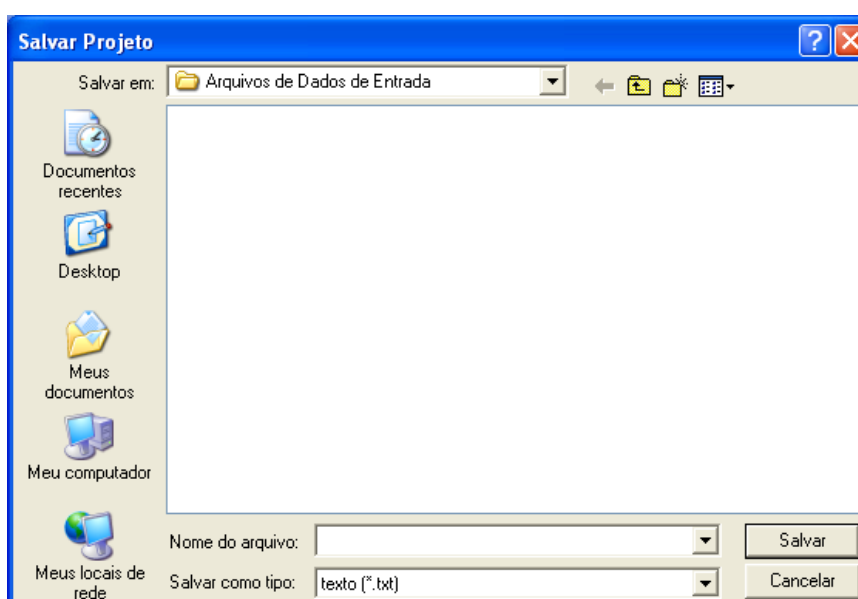 Salvar Projeto
Salvar em:
Arquivos de Dados de Entrada
Documentos
recentes
Desktop
Meus
documentos
Meu computador
Meus locais de
rede
Nome do arquivo:
Salvar
Salvar como tipo:
texto (*.txt)
Cancelar